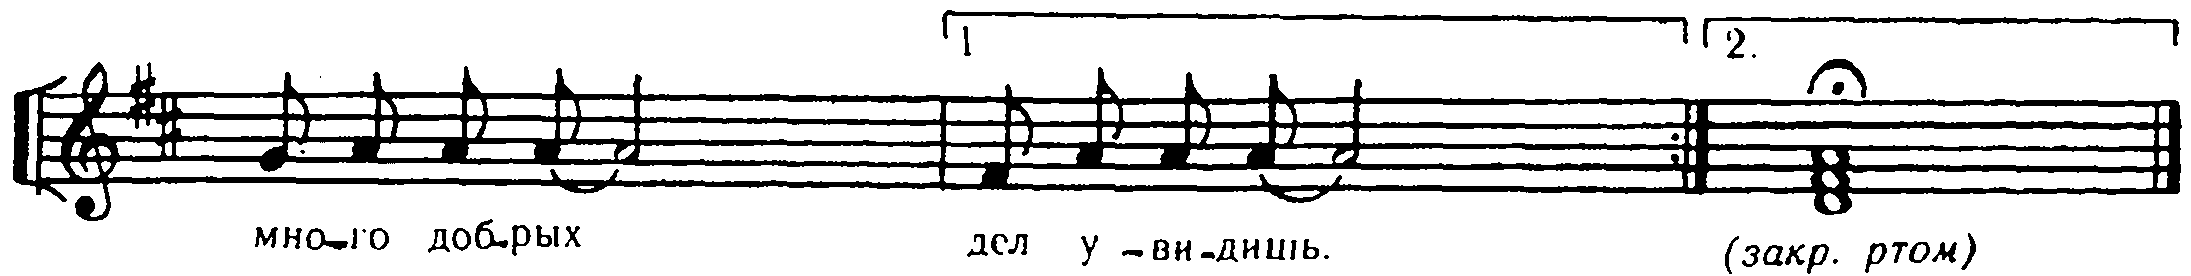 1
2.
мно-го доб-рых дел у-ви-дишь. (закр. ртом)